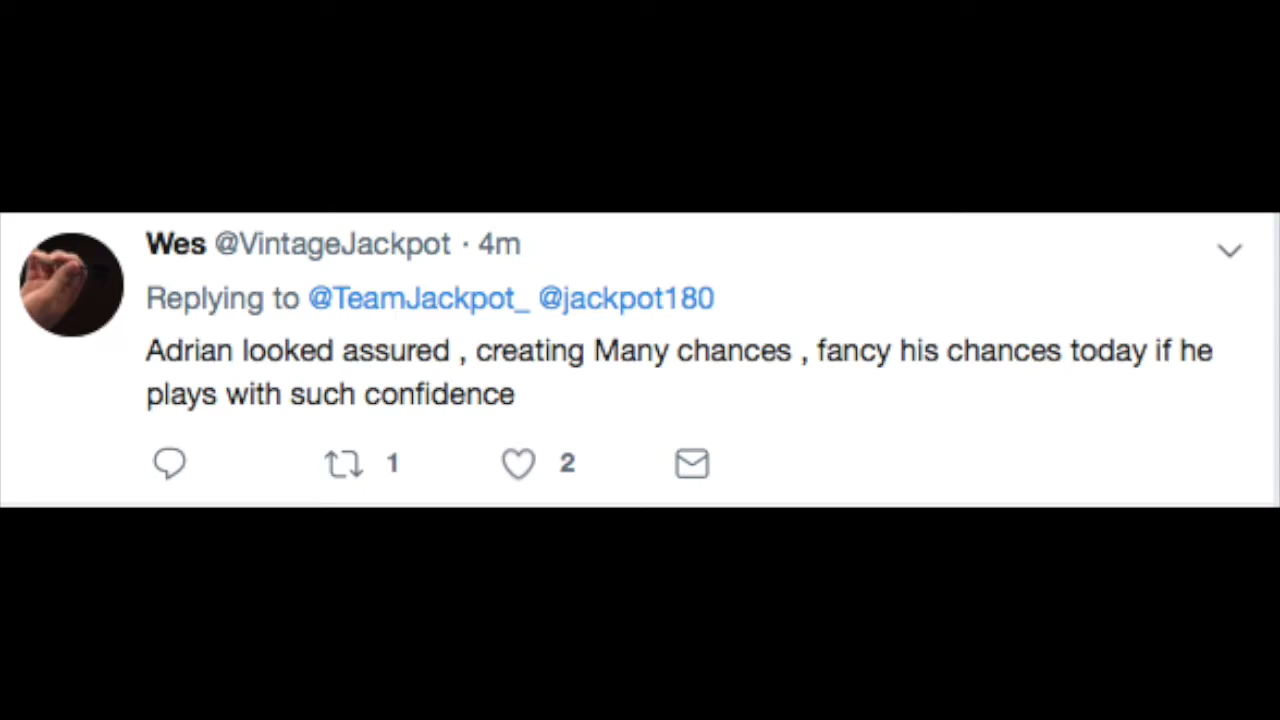 Wes @VintageJackpot · 4m
Replying to @TeamJackpot_ @jackpot180
Adrian looked assured , creating Many chances , fancy his chances today if he
plays with such confidence
1 2